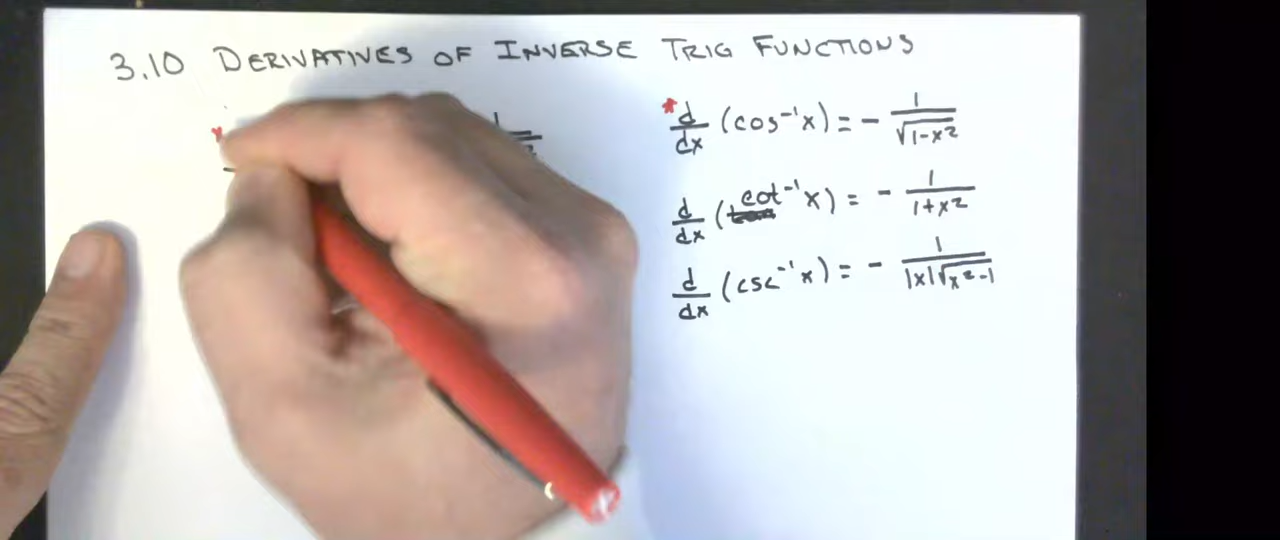 3.10 DERIVATIVES OF INVERSE TRIG FUNCTIONS
* d/dx (cos⁻¹x) = - 1/√(1-x²)
d/dx (cot⁻¹x) = - 1/(1+x²)
d/dx (csc⁻¹x) = - 1/(|x|√(x²-1))